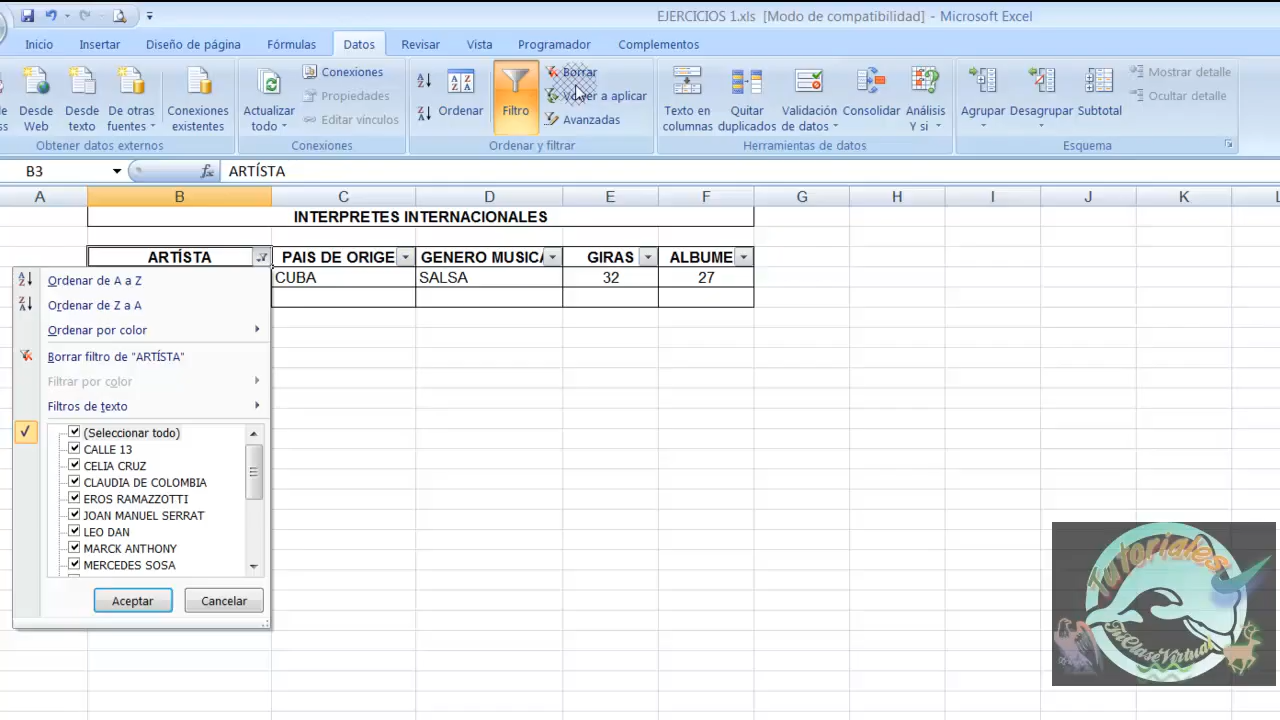 EJERCICIOS 1.xls [Modo de compatibilidad] - Microsoft Excel
Inicio Insertar Diseño de página Fórmulas Datos Revisar Vista Programador Complementos
Desde Web
Desde texto
De otras fuentes
Conexiones existentes
Obtener datos externos
Actualizar todo
Conexiones
Propiedades
Editar vínculos
Conexiones
Ordenar
Filtro
Borrar
Volver a aplicar
Avanzadas
Ordenar y filtrar
Texto en columnas
Quitar duplicados
Validación de datos
Consolidar
Análisis Y si
Herramientas de datos
Agrupar
Desagrupar
Subtotal
Mostrar detalle
Ocultar detalle
Esquema
B3 fx ARTÍSTA
A B C D E F G H I J K L
INTERPRETES INTERNACIONALES
ARTÍSTA PAIS DE ORIGE GENERO MUSICA GIRAS ALBUME
CUBA SALSA 32 27
Ordenar de A a Z
Ordenar de Z a A
Ordenar por color
Borrar filtro de "ARTÍSTA"
Filtrar por color
Filtros de texto
(Seleccionar todo)
CALLE 13
CELIA CRUZ
CLAUDIA DE COLOMBIA
EROS RAMAZZOTTI
JOAN MANUEL SERRAT
LEO DAN
MARCK ANTHONY
MERCEDES SOSA
Aceptar Cancelar
Tutoriales
TuClaseVirtual